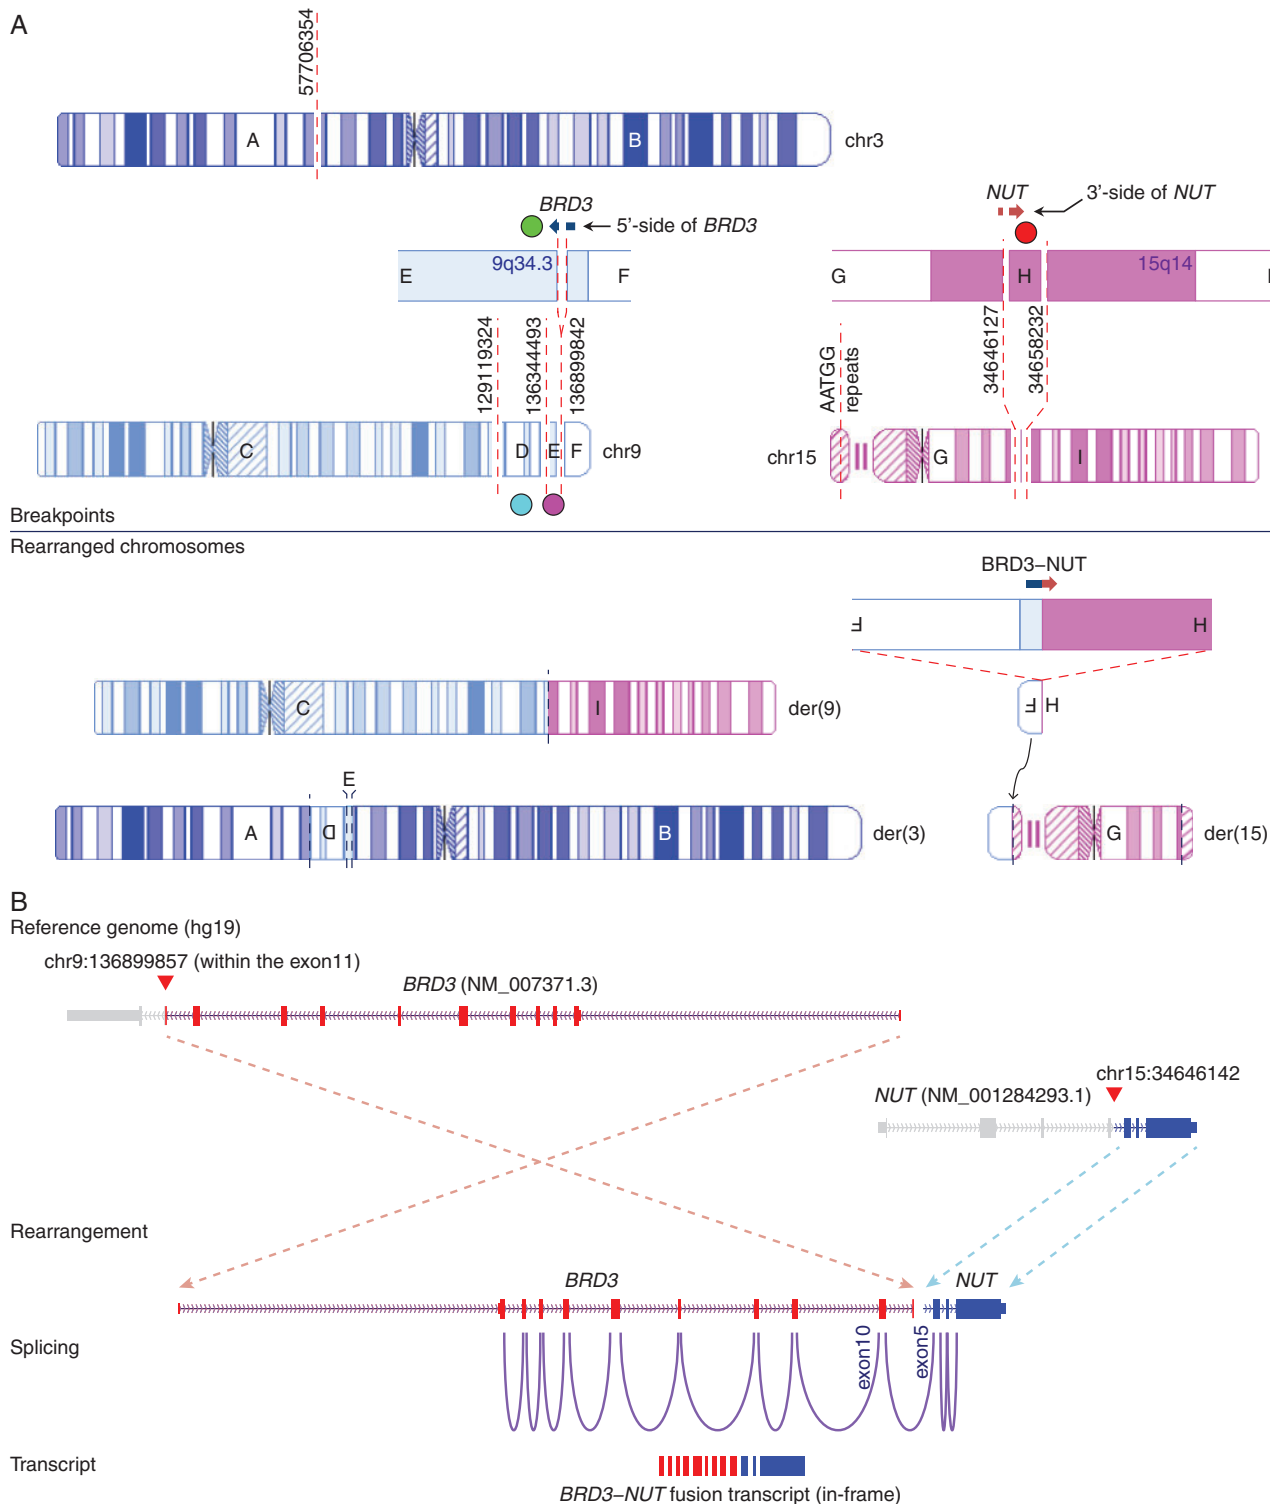 A
57706354
A
B
chr3
BRD3
5'-side of BRD3
NUT
3'-side of NUT
E
9q34.3
F
G
H
15q14
129119324
136344493
136899842
AATGG
repeats
34646127
34658232
C
D
E
F
chr9
chr15
G
I
Breakpoints
Rearranged chromosomes
BRD3–NUT
F
H
C
I
der(9)
F
H
E
A
D
B
der(3)
G
der(15)
B
Reference genome (hg19)
chr9:136899857 (within the exon11)
BRD3 (NM_007371.3)
chr15:34646142
NUT (NM_001284293.1)
Rearrangement
BRD3
NUT
Splicing
exon10
exon5
Transcript
BRD3–NUT fusion transcript (in-frame)